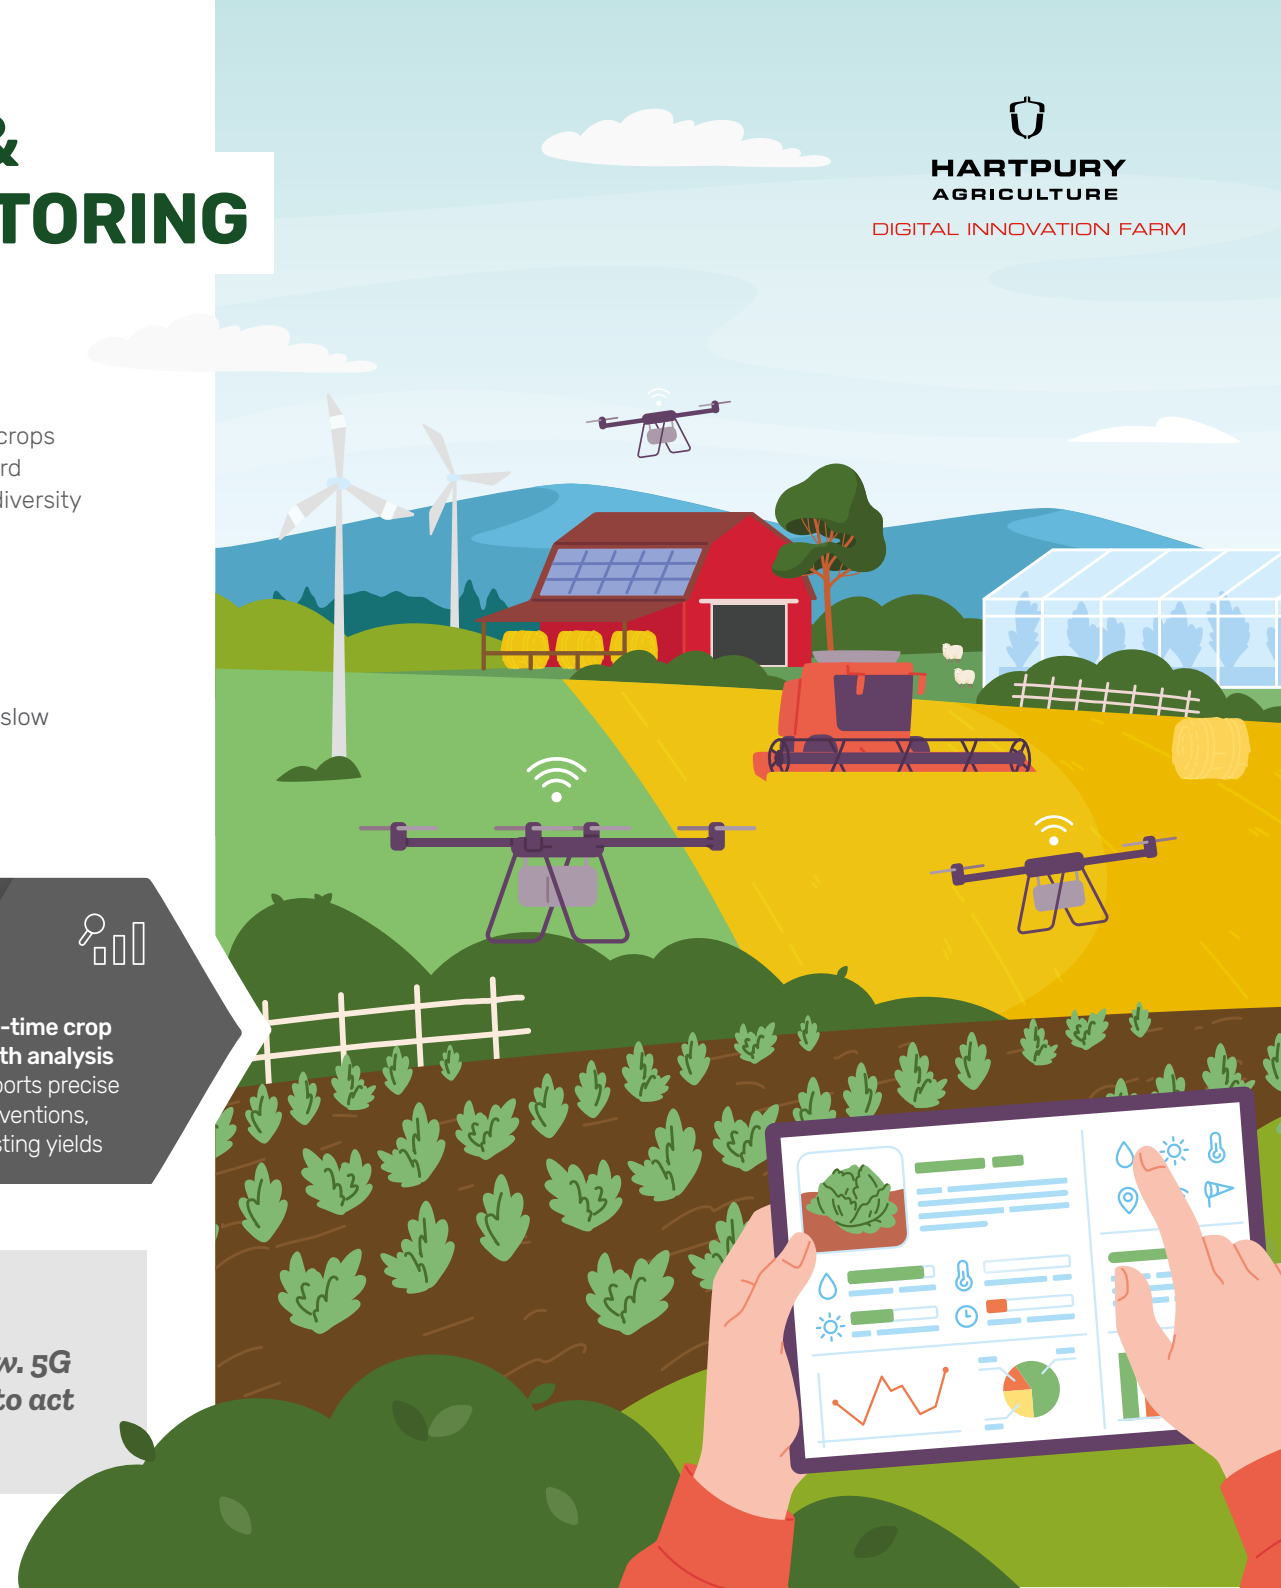 &
TORING
HARTPURY
AGRICULTURE
DIGITAL INNOVATION FARM
crops
rd
diversity
slow
-time crop
th analysis
ports precise
ventions,
sting yields
w. 5G
to act